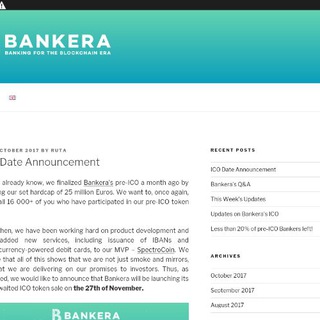 BANKERA
BANKING FOR THE BLOCKCHAIN ERA
OCTOBER 2017 BY RUTA
Date Announcement
already know, we finalized Bankera's pre-ICO a month ago by
ng our set hardcap of 25 million Euros. We want to, once again,
all 16 000+ of you who have participated in our pre-ICO token
then, we have been working hard on product development and
added new services, including issuance of IBANs and
currency-powered debit cards, to our MVP - SpectroCoin. We
e that all of this shows that we are not just smoke and mirrors,
at we are delivering on our promises to investors. Thus, as
ed, we would like to announce that Bankera will be launching its
waited ICO token sale on the 27th of November.
BANKERA
RECENT POSTS
ICO Date Announcement
Bankera's Q&A
This Week's Updates
Updates on Bankera's ICO
Less than 20% of pre-ICO Bankers left!
ARCHIVES
October 2017
September 2017
August 2017